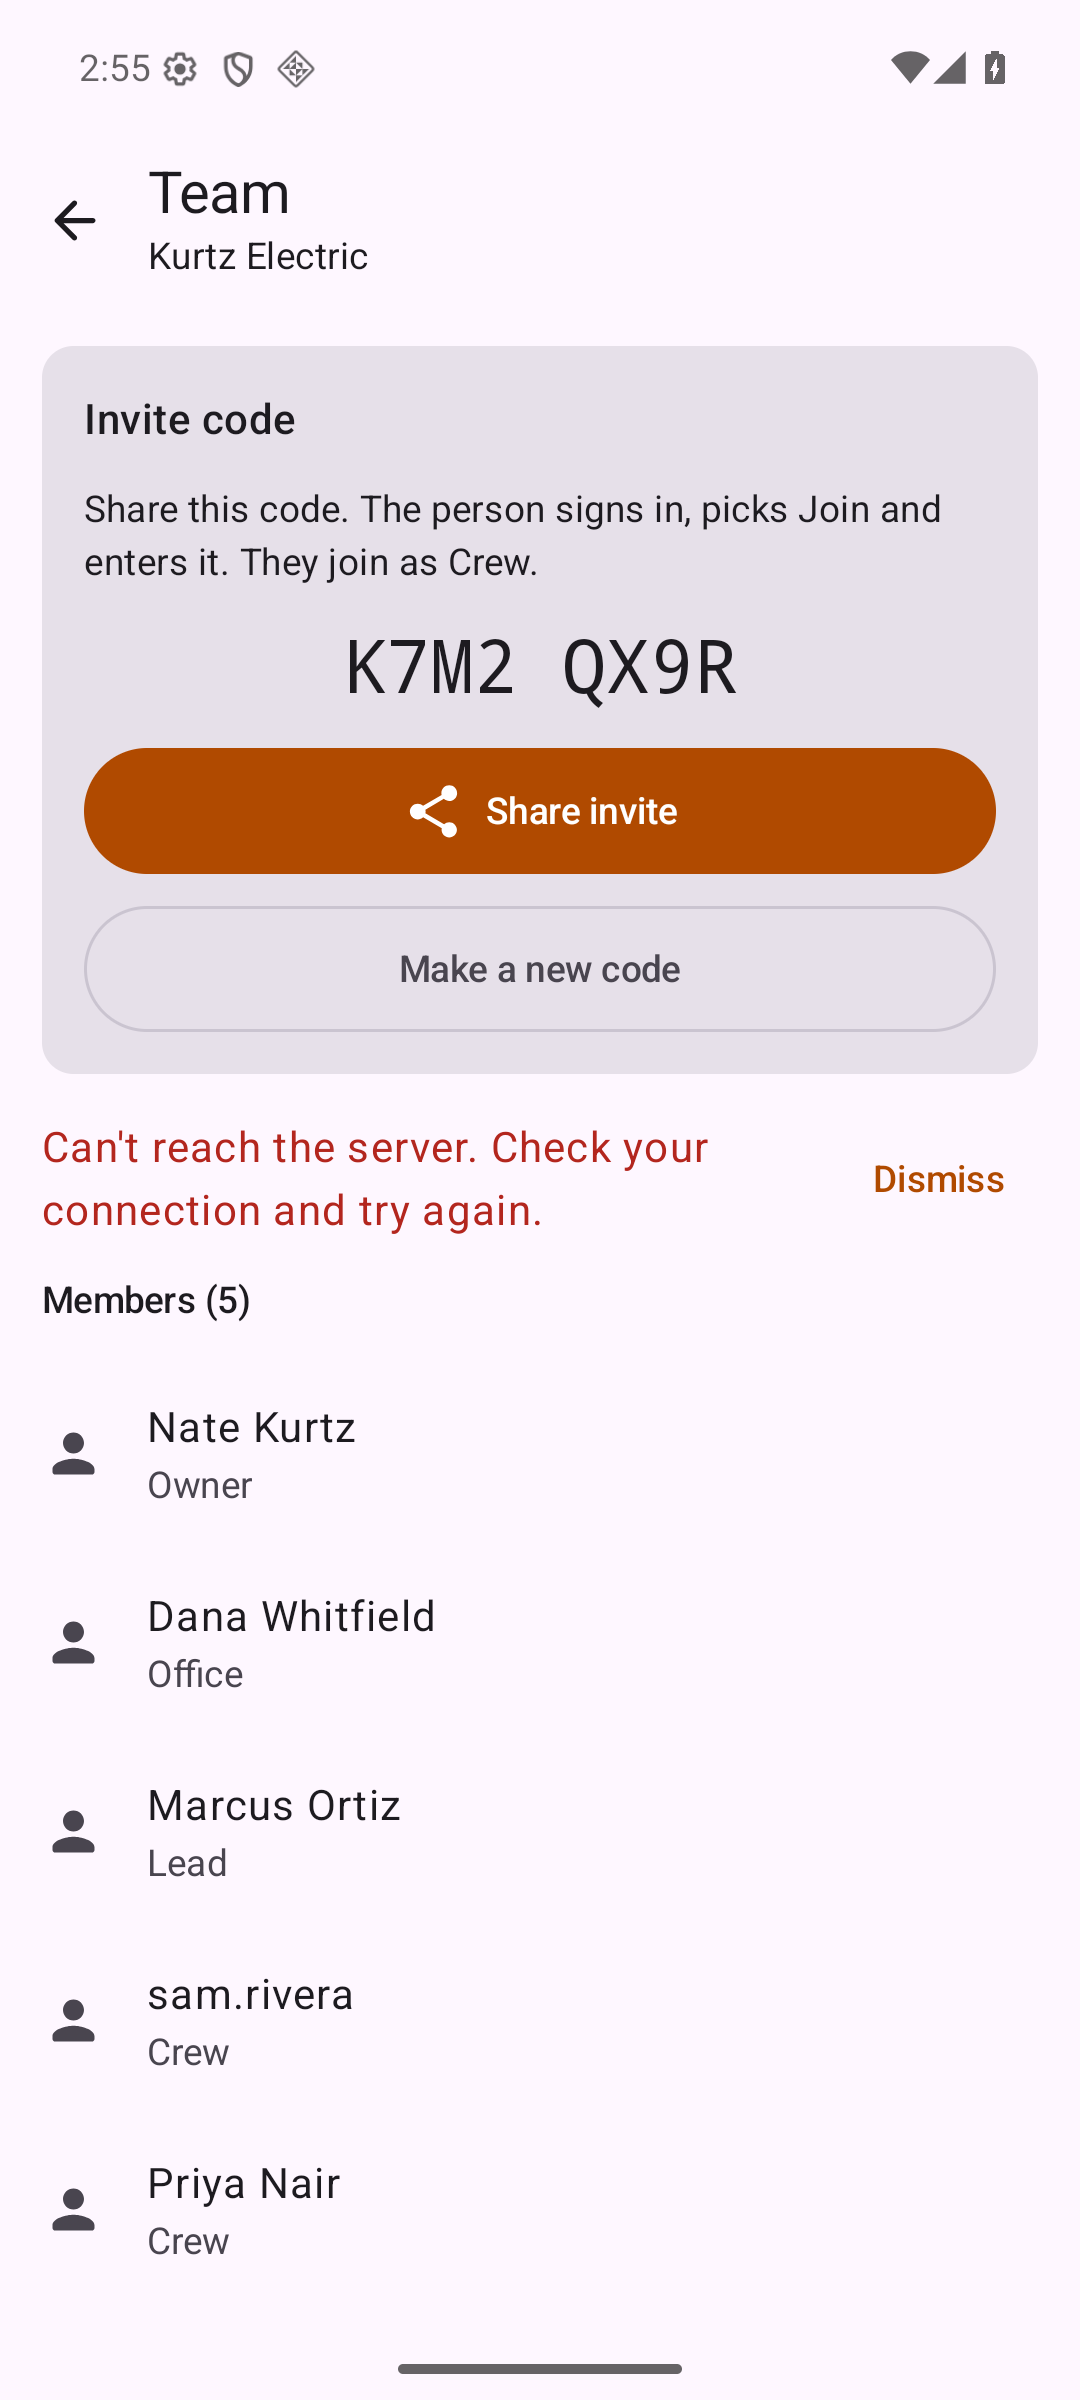 2:55
Team
Kurtz Electric
Invite code
Share this code. The person signs in, picks Join and
enters it. They join as Crew.
K7M2 QX9R
Share invite
Make a new code
Can't reach the server. Check your
connection and try again.
Dismiss
Members (5)
Nate Kurtz
Owner
Dana Whitfield
Office
Marcus Ortiz
Lead
sam.rivera
Crew
Priya Nair
Crew